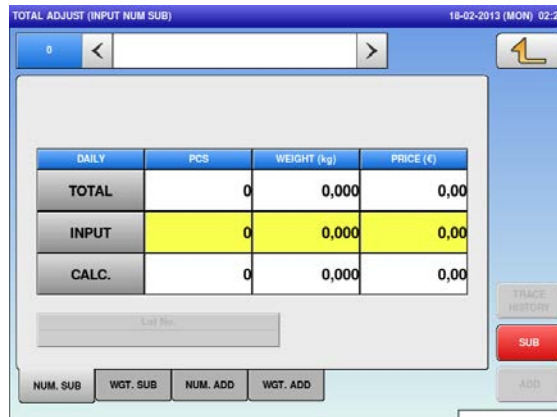 TOTAL ADJUST (INPUT NUM SUB) 18-02-2013 (MON) 02:2
0
DAILY PCS WEIGHT (kg) PRICE (€)
TOTAL 0 0,000 0,00
INPUT 0 0,000 0,00
CALC. 0 0,000 0,00
TRACE
HISTORY
Lot No.
SUB
NUM. SUB WGT. SUB NUM. ADD WGT. ADD ADD